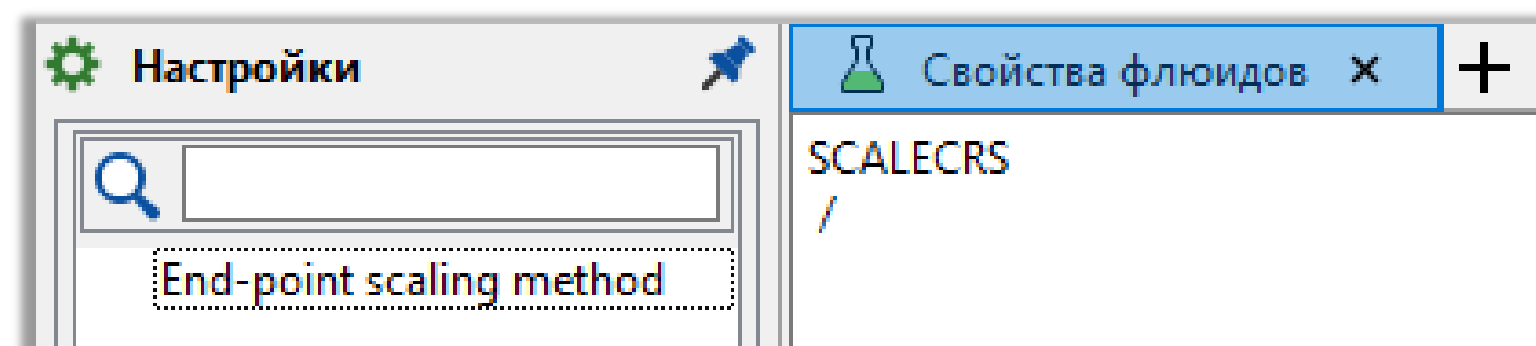 Настройки
Свойства флюидов
SCALECRS
/
End-point scaling method